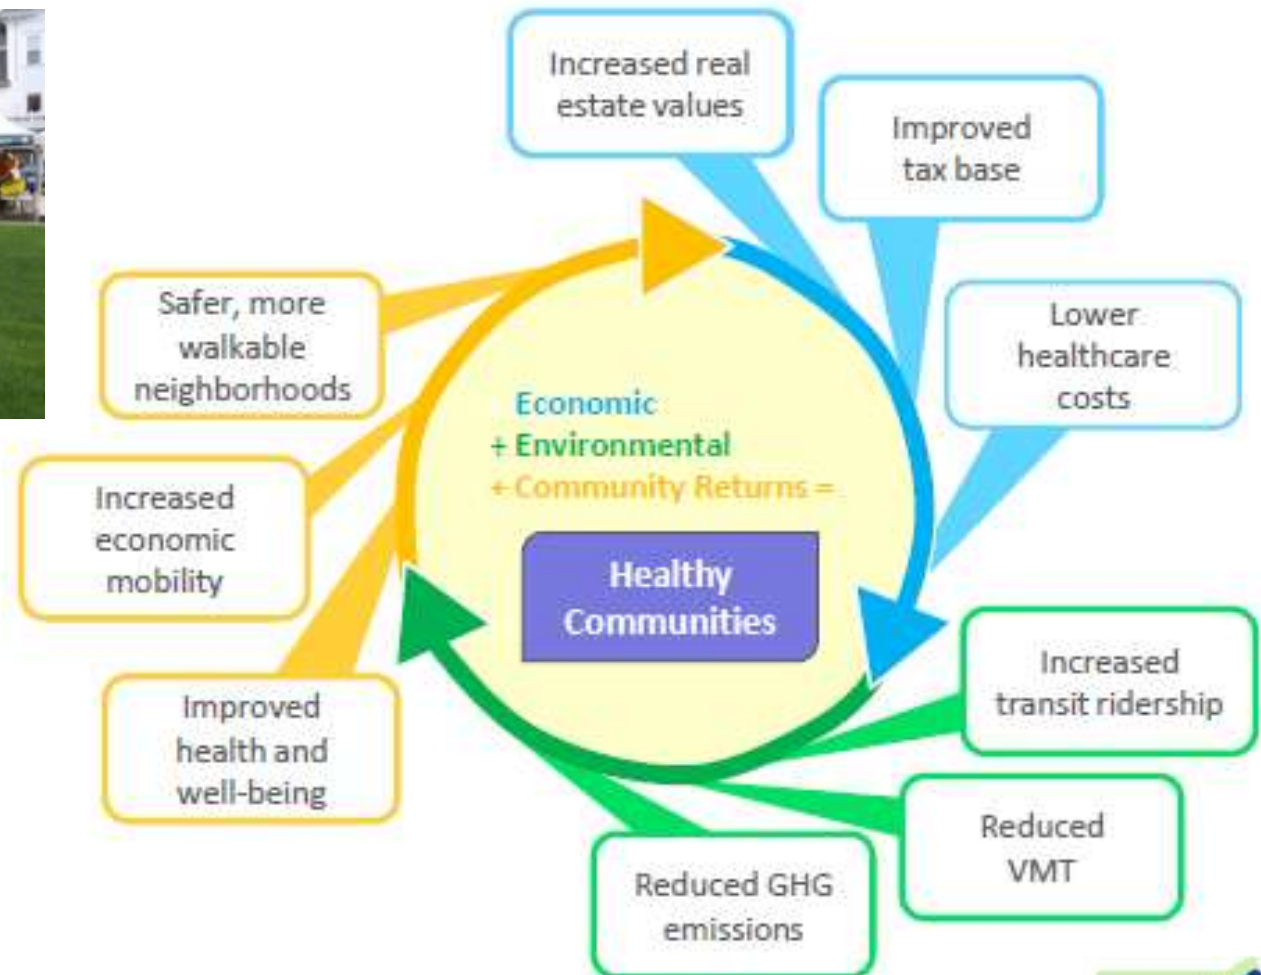 Increased real
estate values
Improved
tax base
Lower
healthcare
costs
Safer, more
walkable
neighborhoods
Economic
+ Environmental
+ Community Returns =
Healthy
Communities
Increased
economic
mobility
Increased
transit ridership
Improved
health and
well-being
Reduced
VMT
Reduced GHG
emissions